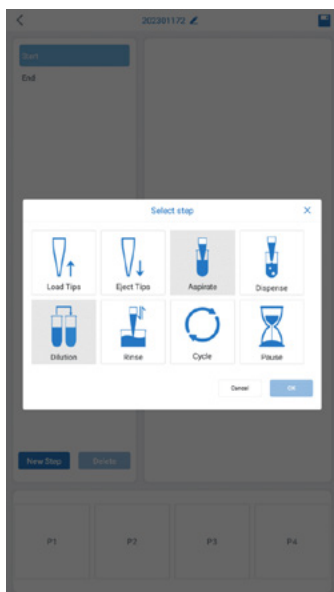 202301172
Start
End
Select step
Load Tips
Eject Tips
Aspirate
Dispense
Dilution
Rinse
Cycle
Pause
Cancel
OK
New Step
Delete
P1
P2
P3
P4